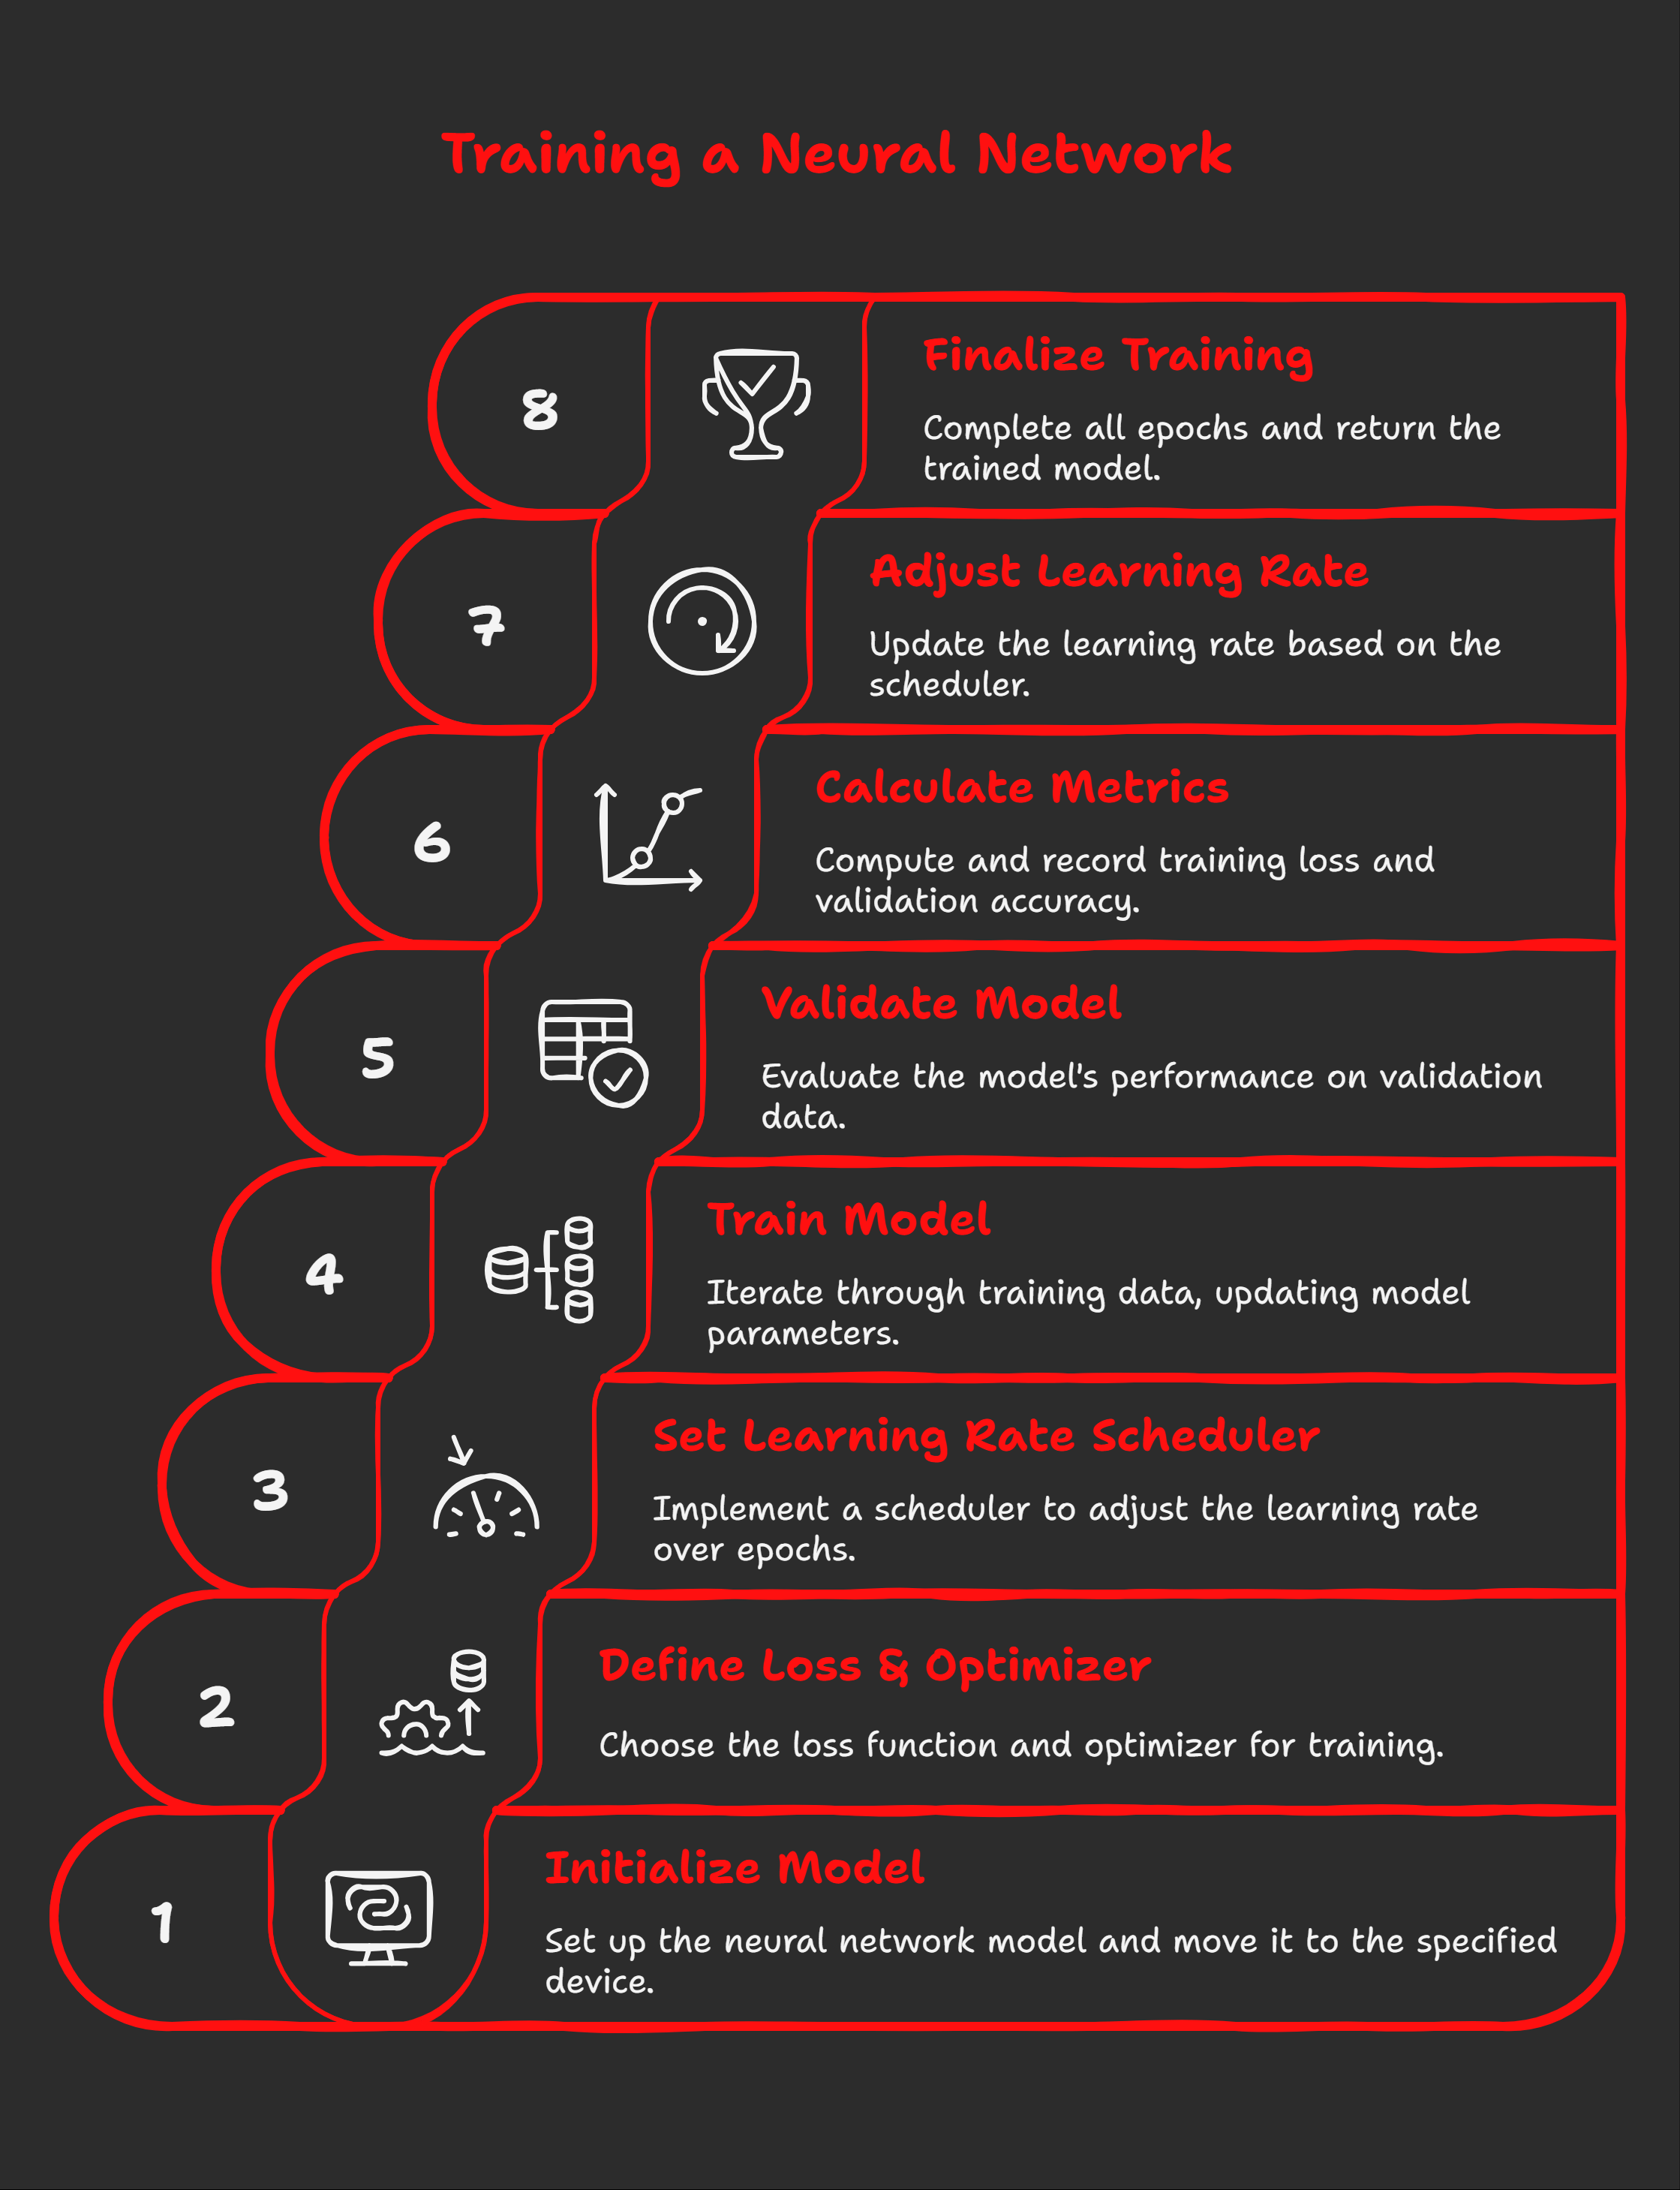 Training a Neural Network
8
Finalize Training
Complete all epochs and return the
trained model.
7
Adjust Learning Rate
Update the learning rate based on the
scheduler.
6
Calculate Metrics
Compute and record training loss and
validation accuracy.
5
Validate Model
Evaluate the model's performance on validation
data.
4
Train Model
Iterate through training data, updating model
parameters.
3
Set Learning Rate Scheduler
Implement a scheduler to adjust the learning rate
over epochs.
2
Define Loss & Optimizer
Choose the loss function and optimizer for training.
1
Initialize Model
Set up the neural network model and move it to the specified
device.